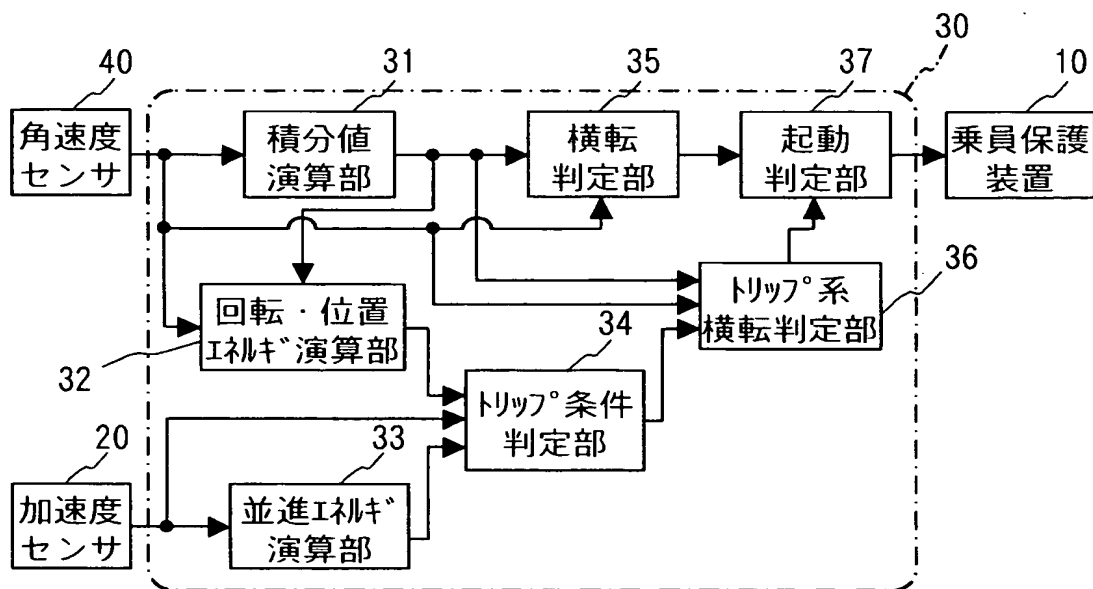 30
40
31
35
37
10
角速度
センサ
積分値
演算部
横転
判定部
起動
判定部
乗員保護
装置
回転・位置
エネルギ演算部
32
トリップ系
横転判定部
36
34
トリップ条件
判定部
20
加速度
センサ
33
並進エネルギ
演算部